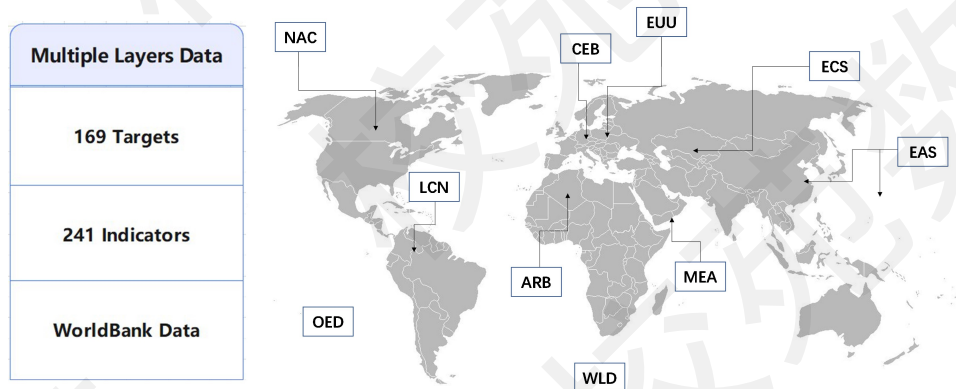 Multiple Layers Data
169 Targets
241 Indicators
WorldBank Data
NAC
CEB
EUU
ECS
EAS
LCN
ARB
MEA
OED
WLD